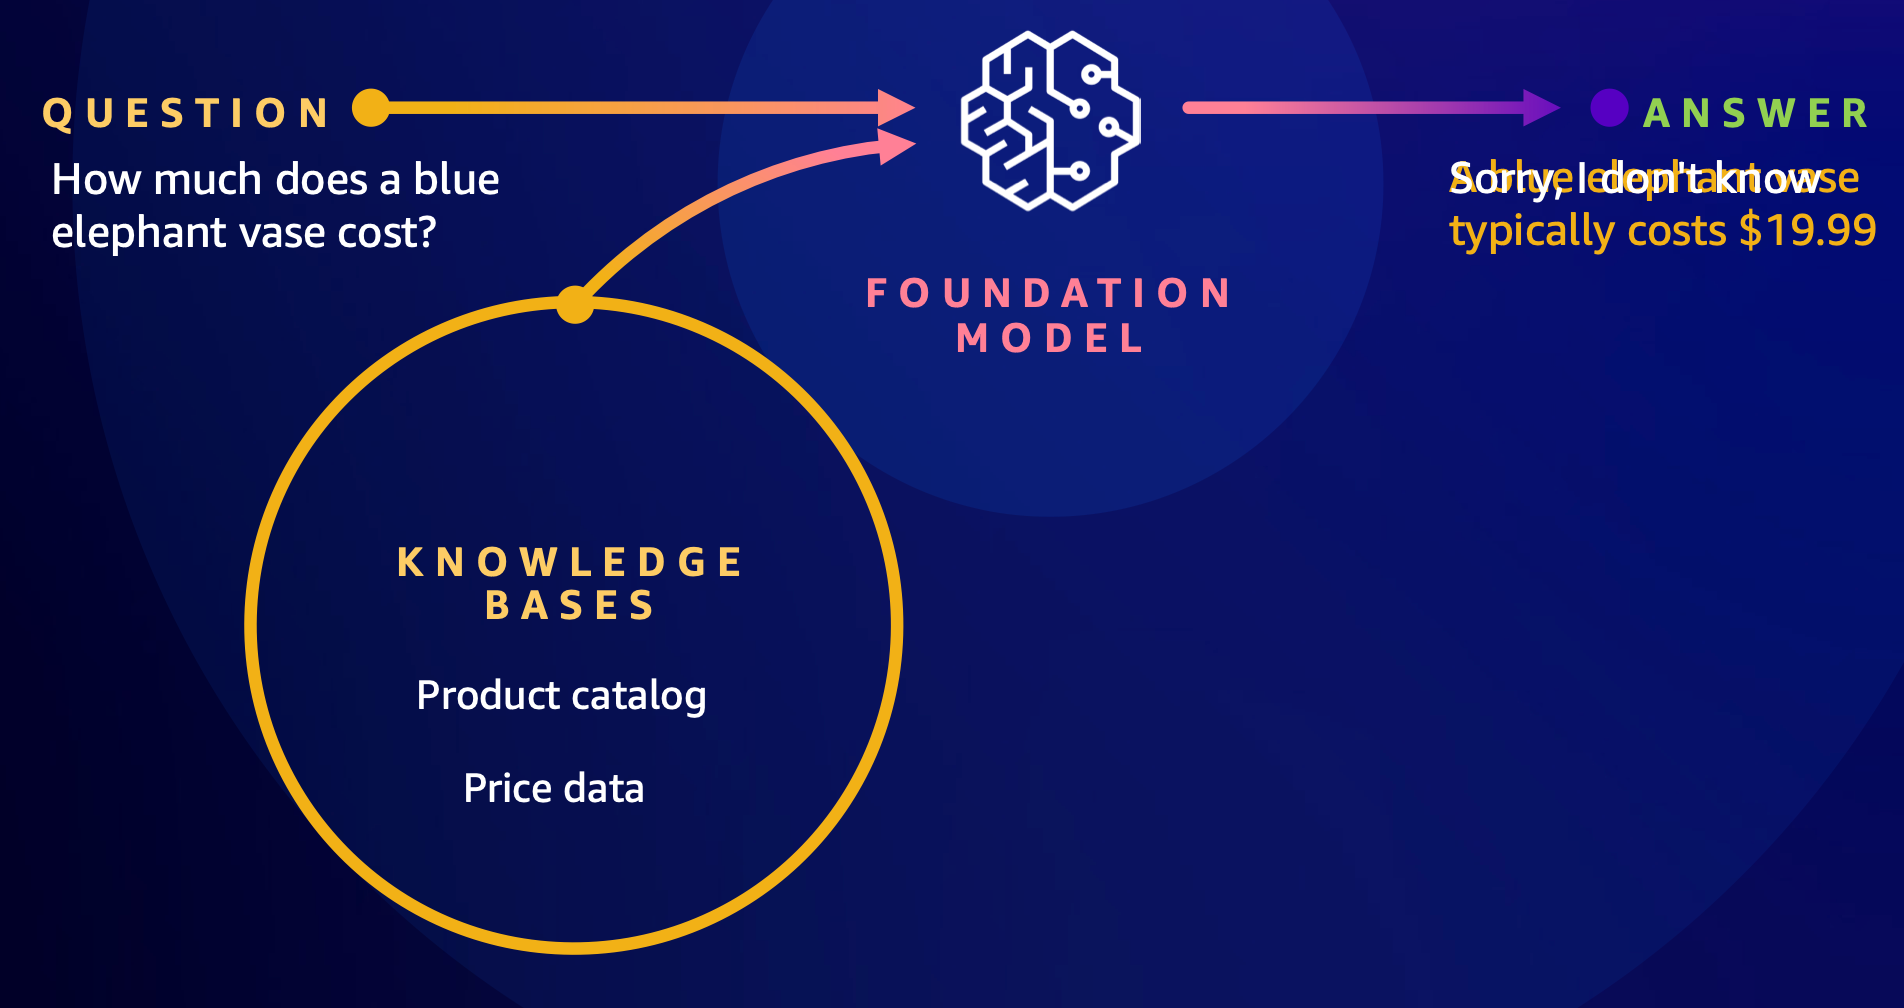 QUESTION
How much does a blue
elephant vase cost?
FOUNDATION
MODEL
ANSWER
Sorry, I don't know
A blue elephant vase
typically costs $19.99
KNOWLEDGE
BASES
Product catalog
Price data